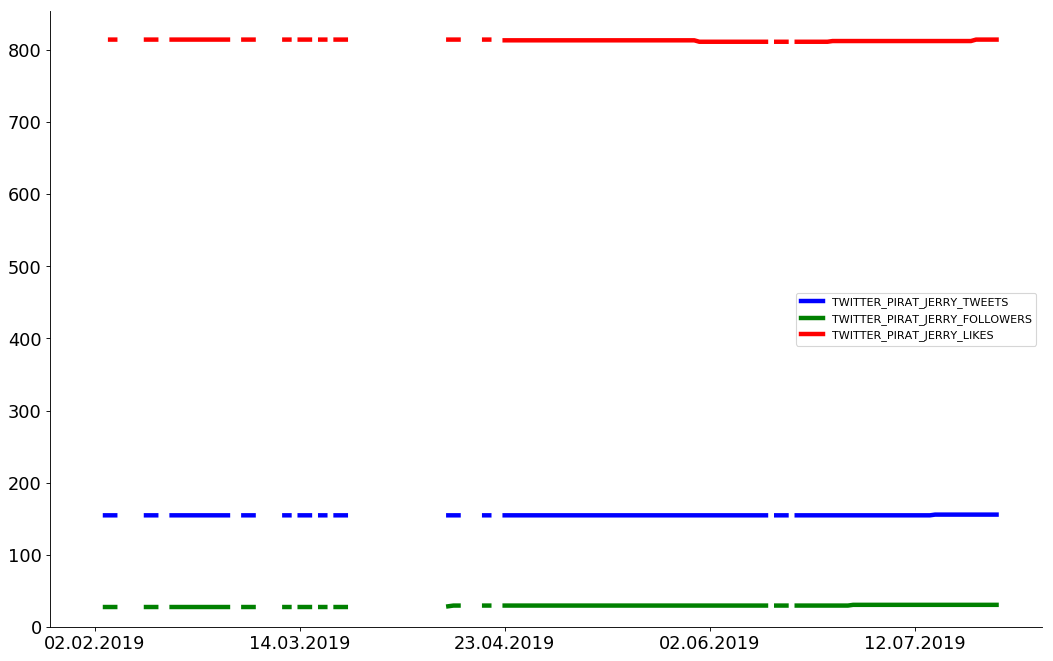 800
700
600
500
400
300
200
100
0
TWITTER_PIRAT_JERRY_TWEETS
TWITTER_PIRAT_JERRY_FOLLOWERS
TWITTER_PIRAT_JERRY_LIKES
02.02.2019 14.03.2019 23.04.2019 02.06.2019 12.07.2019